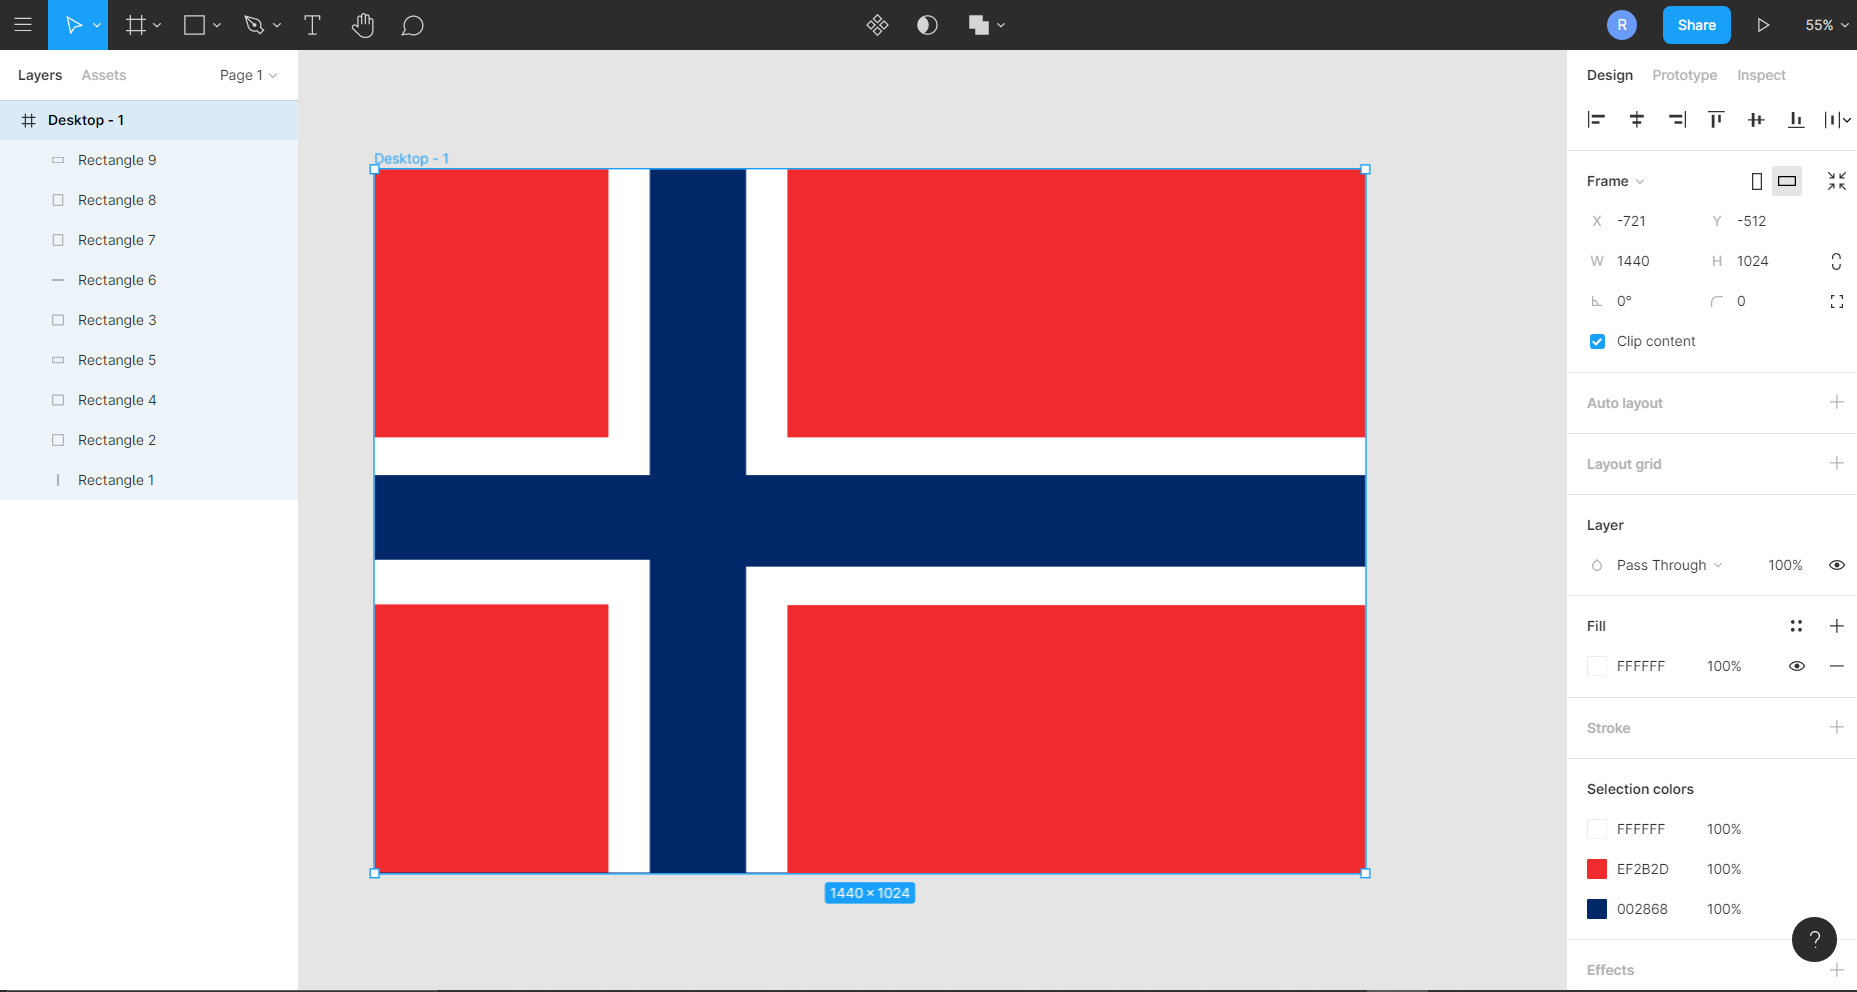 R
Share
55%
Layers
Assets
Page 1
Desktop - 1
Rectangle 9
Rectangle 8
Rectangle 7
Rectangle 6
Rectangle 3
Rectangle 5
Rectangle 4
Rectangle 2
Rectangle 1
Desktop - 1
1440 × 1024
Design
Prototype
Inspect
Frame
X -721
Y -512
W 1440
H 1024
0°
0
Clip content
Auto layout
Layout grid
Layer
Pass Through
100%
Fill
FFFFFF
100%
Stroke
Selection colors
FFFFFF
100%
EF2B2D
100%
002868
100%
?
Effects